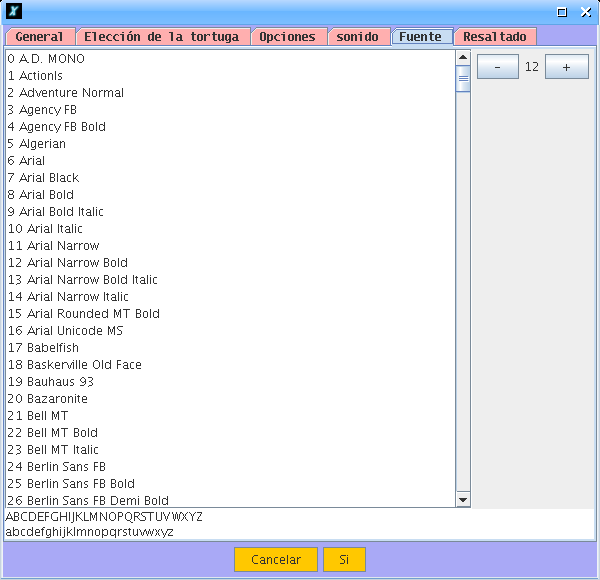 X
General Elección de la tortuga Opciones sonido Fuente Resaltado
0 A.D. MONO
1 ActionIs
2 Adventure Normal
3 Agency FB
4 Agency FB Bold
5 Algerian
6 Arial
7 Arial Black
8 Arial Bold
9 Arial Bold Italic
10 Arial Italic
11 Arial Narrow
12 Arial Narrow Bold
13 Arial Narrow Bold Italic
14 Arial Narrow Italic
15 Arial Rounded MT Bold
16 Arial Unicode MS
17 Babelfish
18 Baskerville Old Face
19 Bauhaus 93
20 Bazaronite
21 Bell MT
22 Bell MT Bold
23 Bell MT Italic
24 Berlin Sans FB
25 Berlin Sans FB Bold
26 Berlin Sans FB Demi Bold
- 12 +
ABCDEFGHIJKLMNOPQRSTUVWXYZ
abcdefghijklmnopqrstuvwxyz
Cancelar Si